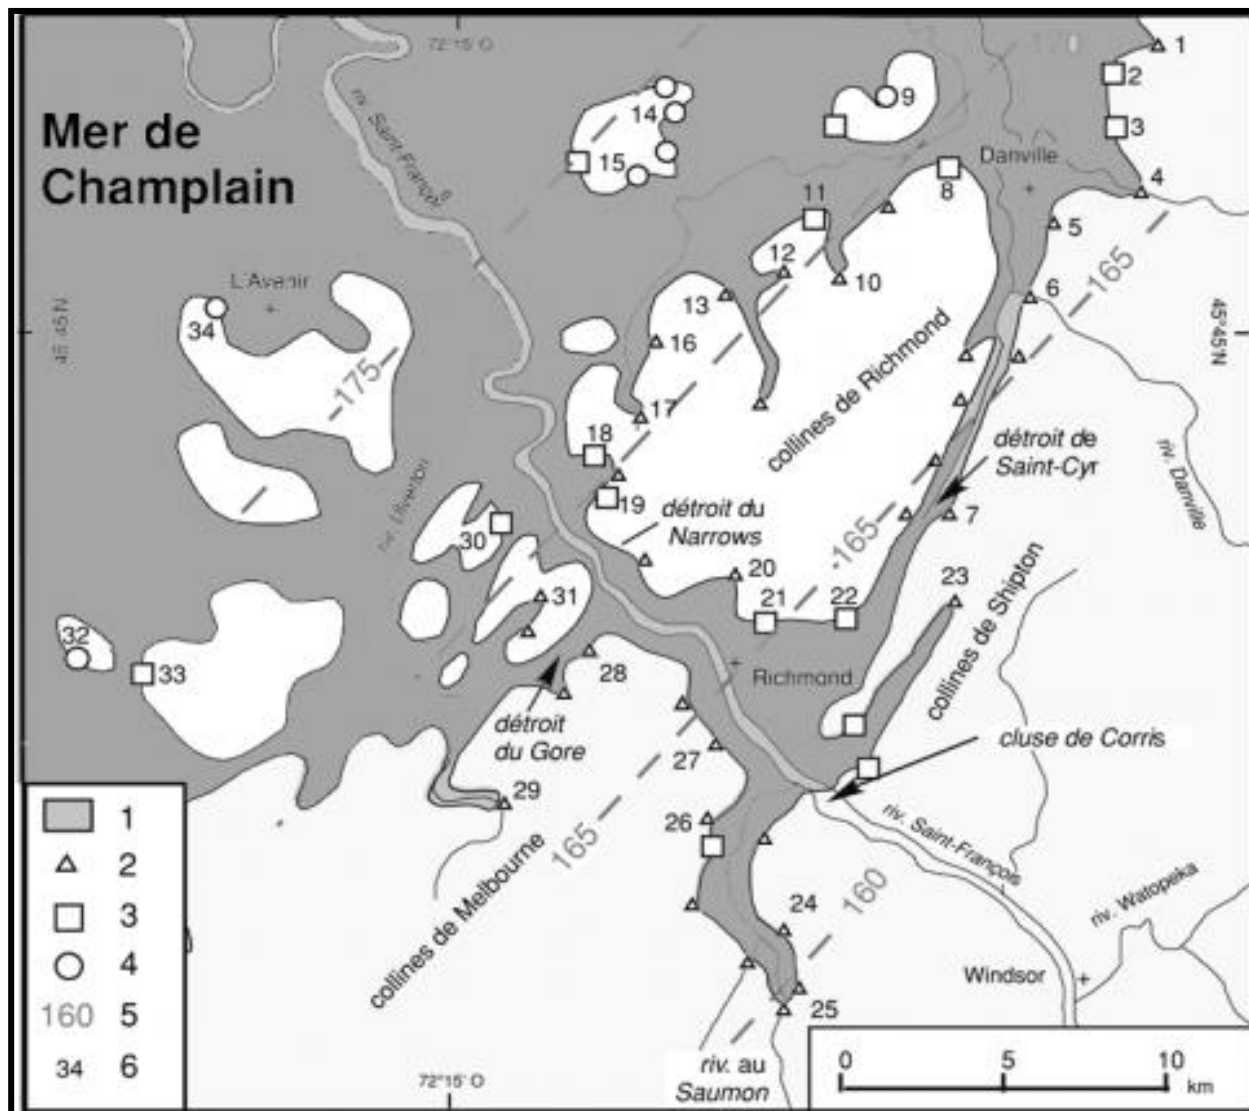 72°15' O
170
1
Mer de
Champlain
riv. Saint-François
14
9
2
3
15
Danville
8
4
11
5
165
12
10
6
L'Avenir
13
34
16
45°45'N
45°45'N
175
17
collines de Richmond
18
détroit de
Saint-Cyr
riv. Danville
19
détroit du
Narrows
165
7
30
20
23
31
21
22
collines de Shipton
32
33
28
Richmond
détroit
du Gore
27
cluse de Corris
29
26
165
160
riv. Saint-François
collines de Melbourne
24
riv. Watopeka
Windsor
25
1
2
3
4
160 5
34 6
72°15' O
riv. au
Saumon
0 5 10
km